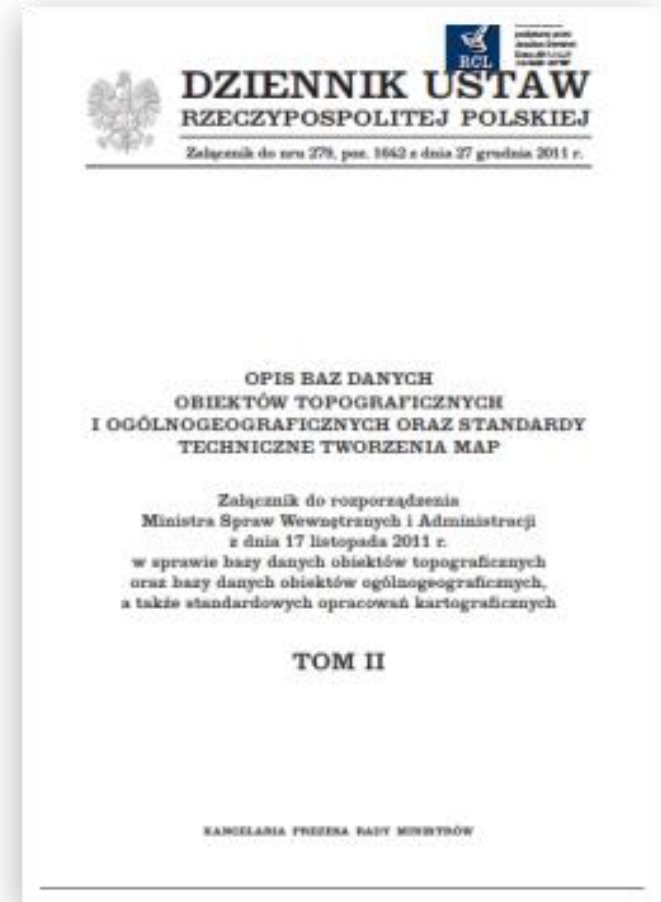 RCL
DZIENNIK USTAW
RZECZYPOSPOLITEJ POLSKIEJ
Załącznik do nru 279, poz. 1642 z dnia 27 grudnia 2011 r.
OPIS BAZ DANYCH
OBIEKTÓW TOPOGRAFICZNYCH
I OGÓLNOGEOGRAFICZNYCH ORAZ STANDARDY
TECHNICZNE TWORZENIA MAP
Załącznik do rozporządzenia
Ministra Spraw Wewnętrznych i Administracji
z dnia 17 listopada 2011 r.
w sprawie bazy danych obiektów topograficznych
oraz bazy danych obiektów ogólnogeograficznych,
a także standardowych opracowań kartograficznych
TOM II
KANCELARIA PREZESA RADY MINISTRÓW